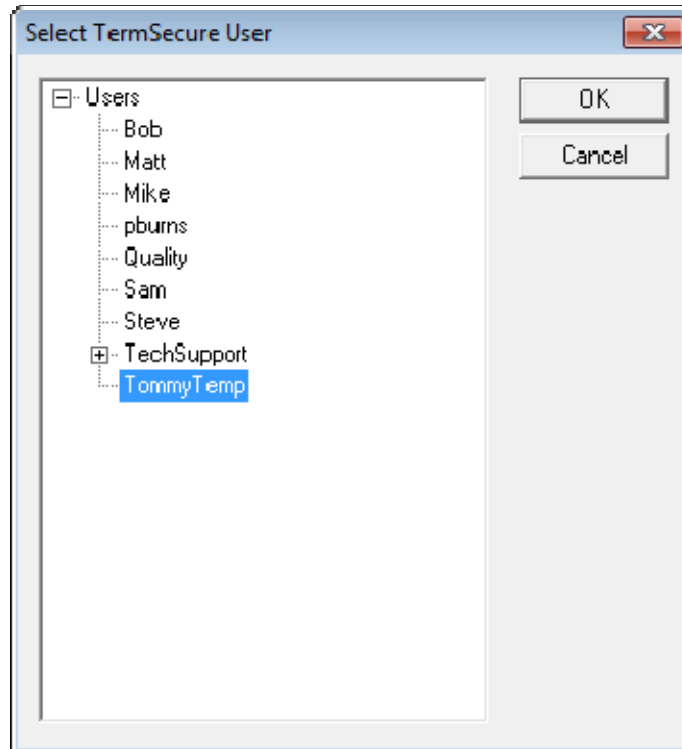 Select TermSecure User
Users
Bob
Matt
Mike
pburns
Quality
Sam
Steve
TechSupport
TommyTemp
OK
Cancel